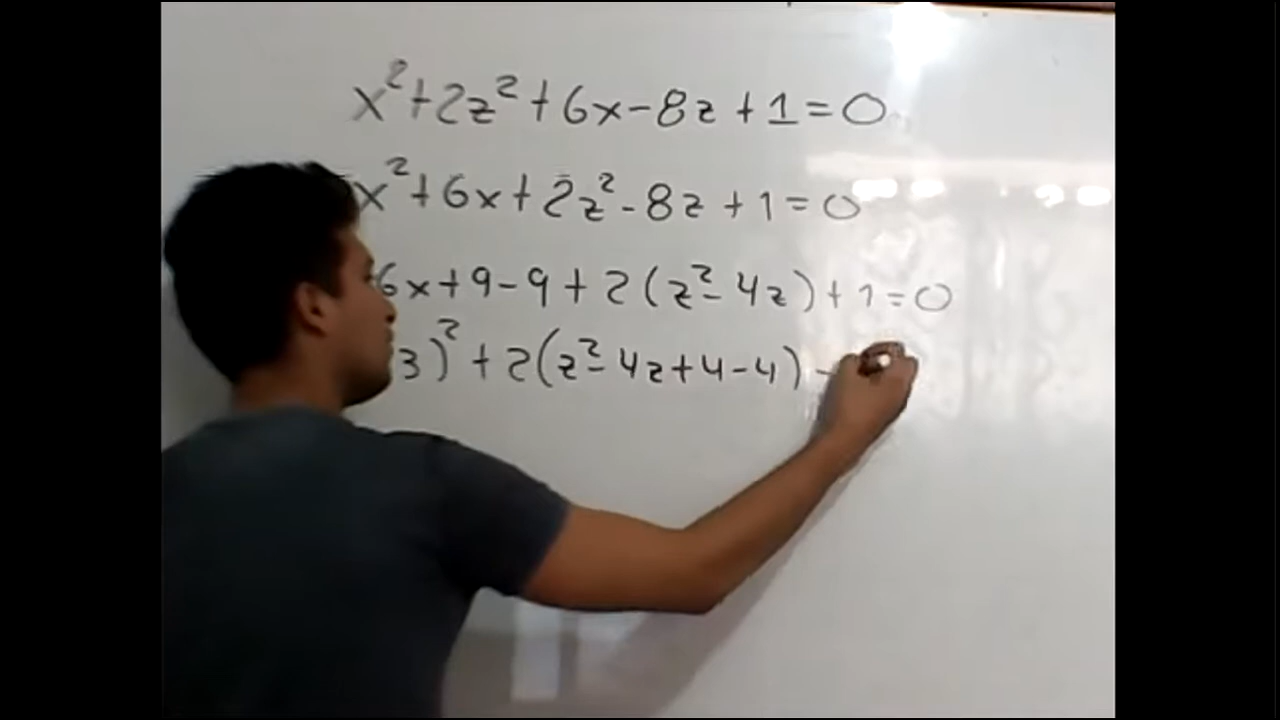 x²+2z²+6x-8z+1=0
x²+6x+2z²-8z+1=0
6x+9-9+2(z²-4z)+1=0
3)²+2(z²-4z+4-4)-